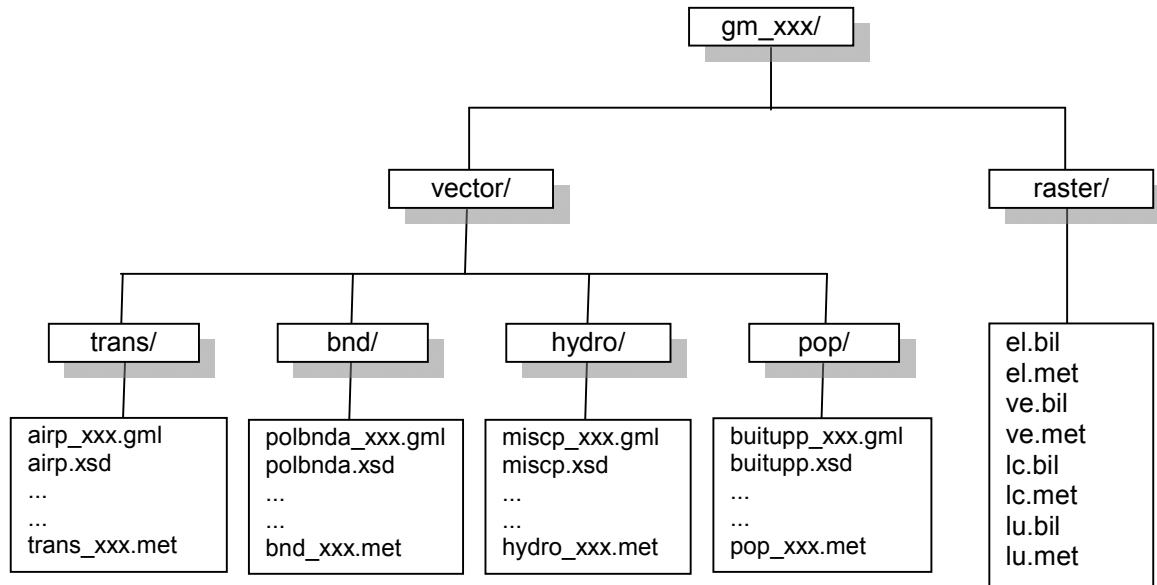 gm_xxx/
vector/
raster/
trans/
bnd/
hydro/
pop/
airp_xxx.gml
airp.xsd
...
...
trans_xxx.met
polbnda_xxx.gml
polbnda.xsd
...
...
bnd_xxx.met
miscp_xxx.gml
miscp.xsd
...
...
hydro_xxx.met
buitupp_xxx.gml
buitupp.xsd
...
...
pop_xxx.met
el.bil
el.met
ve.bil
ve.met
lc.bil
lc.met
lu.bil
lu.met